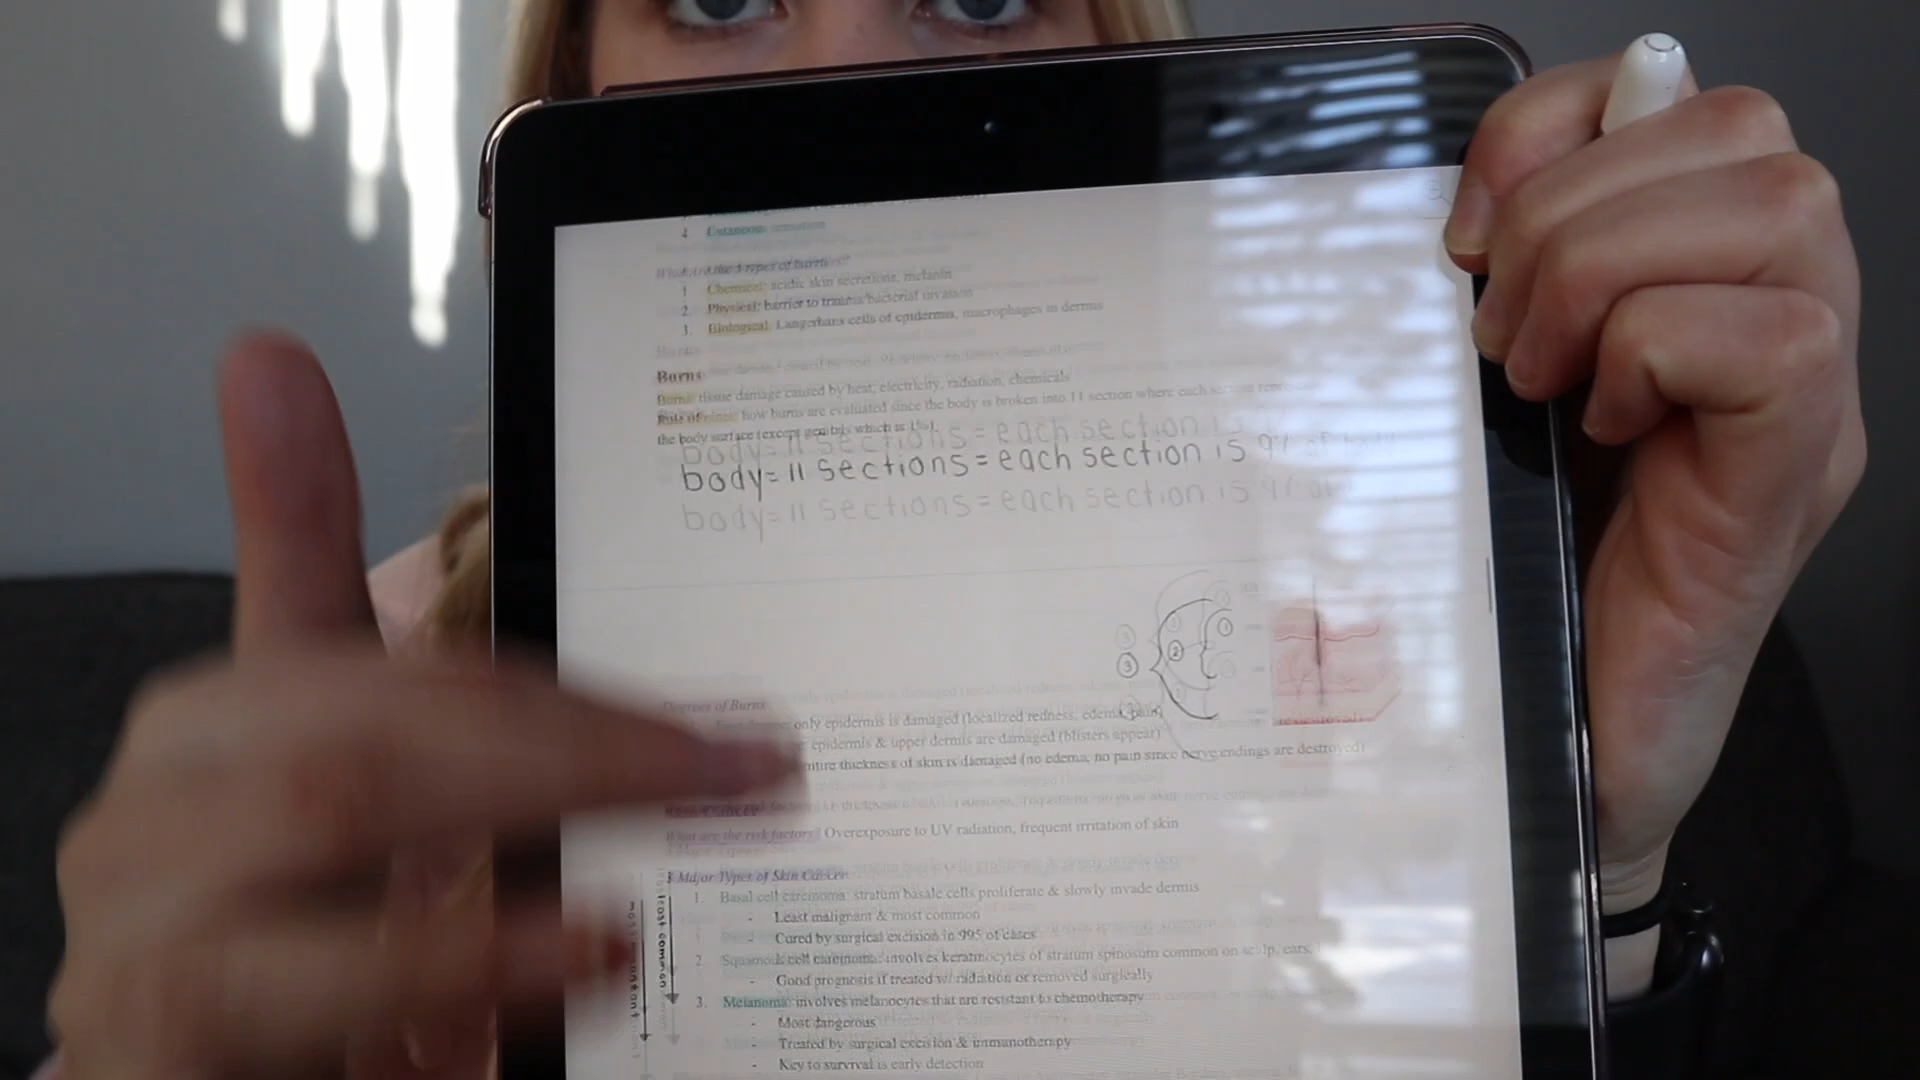 4 Cutaneous sensation
What are the 3 types of barriers?
1 Chemical: acidic skin secretions, melanin
2. Physical: barrier to trauma/bacterial invasion
3. Biological: Langerhans cells of epidermis, macrophages in dermis
Burns
Burns: tissue damage caused by heat, electricity, radiation, chemicals
Rule of nines: how burns are evaluated since the body is broken into 11 section where each section
the body surface (except genitals which is 1%)
body = 11 sections = each section is 9% of
3
2
1
Degrees of Burns
only epidermis is damaged (localized redness, edema, pain)
epidermis & upper dermis are damaged (blisters appear)
entire thickness of skin is damaged (no edema, no pain since nerve endings are destroyed)
What are the risk factors? Overexposure to UV radiation, frequent irritation of skin
3 Major Types of Skin Cancer
1. Basal cell carcinoma: stratum basale cells proliferate & slowly invade dermis
- Least malignant & most common
- Cured by surgical excision in 99% of cases
2 Squamous cell carcinoma: involves keratinocytes of stratum spinosum common on scalp, ears,
- Good prognosis if treated w/ radiation or removed surgically
3. Melanoma: involves melanocytes that are resistant to chemotherapy
- Most dangerous
- Treated by surgical excision & immunotherapy
- Key to survival is early detection
least common